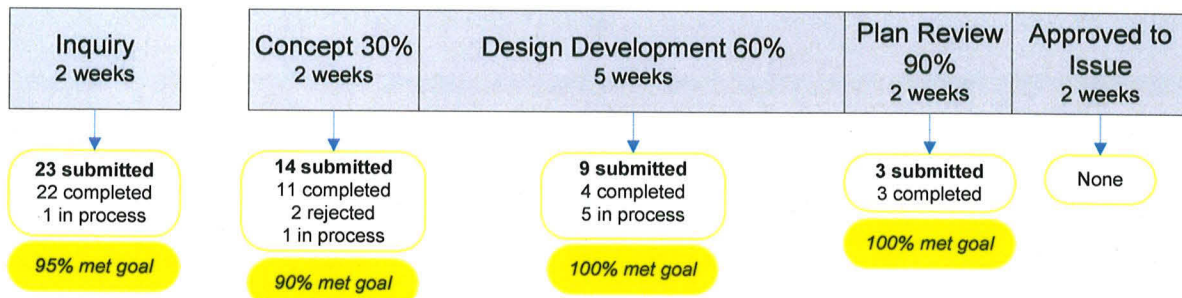 Inquiry
2 weeks
Concept 30%
2 weeks
Design Development 60%
5 weeks
Plan Review
90%
2 weeks
Approved to
Issue
2 weeks
23 submitted
22 completed
1 in process
95% met goal
14 submitted
11 completed
2 rejected
1 in process
90% met goal
9 submitted
4 completed
5 in process
100% met goal
3 submitted
3 completed
100% met goal
None